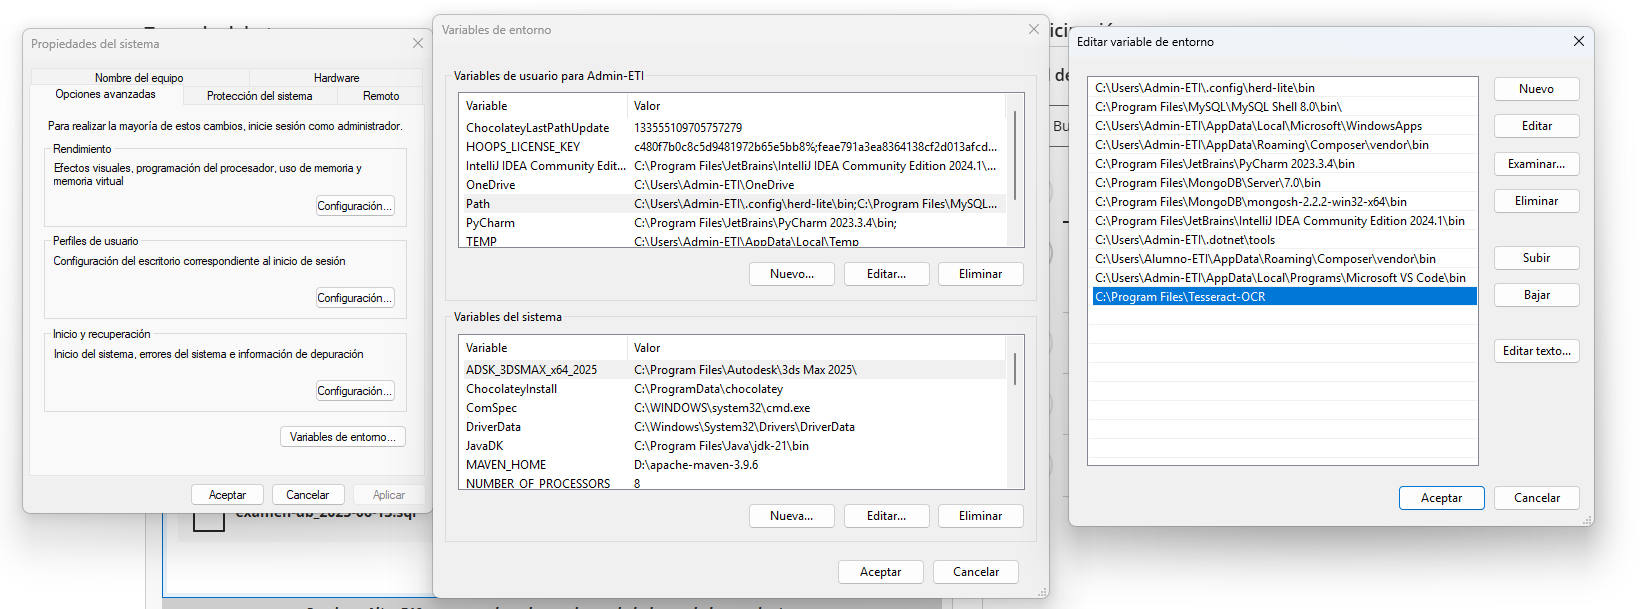 Propiedades del sistema
Nombre del equipo
Hardware
Opciones avanzadas
Protección del sistema
Remoto
Para realizar la mayoría de estos cambios, inicie sesión como administrador.
Rendimiento
Efectos visuales, programación del procesador, uso de memoria y
memoria virtual
Configuración...
Perfiles de usuario
Configuración del escritorio correspondiente al inicio de sesión
Configuración...
Inicio y recuperación
Inicio del sistema, errores del sistema e información de depuración
Configuración...
Variables de entorno...
Aceptar
Cancelar
Aplicar
Variables de entorno
Variables de usuario para Admin-ETI
Variable Valor
ChocolateyLastPathUpdate 133555109705757279
HOOPS_LICENSE_KEY c480f7b0c8c5d9481972b65e5bb8%;feae791a3ea8364138cf2d013afcd...
IntelliJ IDEA Community Edit... C:\Program Files\JetBrains\IntelliJ IDEA Community Edition 2024.1\...
OneDrive C:\Users\Admin-ETI\OneDrive
Path C:\Users\Admin-ETI\.config\herd-lite\bin;C:\Program Files\MySQL...
PyCharm C:\Program Files\JetBrains\PyCharm 2023.3.4\bin;
TEMP C:\Users\Admin-ETI\AppData\Local\Temp
Nuevo...
Editar...
Eliminar
Variables del sistema
Variable Valor
ADSK_3DSMAX_x64_2025 C:\Program Files\Autodesk\3ds Max 2025\
ChocolateyInstall C:\ProgramData\chocolatey
ComSpec C:\WINDOWS\system32\cmd.exe
DriverData C:\Windows\System32\Drivers\DriverData
JavaDK C:\Program Files\Java\jdk-21\bin
MAVEN_HOME D:\apache-maven-3.9.6
NUMBER_OF_PROCESSORS 8
Nueva...
Editar...
Eliminar
Aceptar
Cancelar
Editar variable de entorno
C:\Users\Admin-ETI\.config\herd-lite\bin
C:\Program Files\MySQL\MySQL Shell 8.0\bin\
C:\Users\Admin-ETI\AppData\Local\Microsoft\WindowsApps
C:\Users\Admin-ETI\AppData\Roaming\Composer\vendor\bin
C:\Program Files\JetBrains\PyCharm 2023.3.4\bin
C:\Program Files\MongoDB\Server\7.0\bin
C:\Program Files\MongoDB\mongosh-2.2.2-win32-x64\bin
C:\Program Files\JetBrains\IntelliJ IDEA Community Edition 2024.1\bin
C:\Users\Admin-ETI\.dotnet\tools
C:\Users\Alumno-ETI\AppData\Roaming\Composer\vendor\bin
C:\Users\Admin-ETI\AppData\Local\Programs\Microsoft VS Code\bin
C:\Program Files\Tesseract-OCR
Nuevo
Editar
Examinar...
Eliminar
Subir
Bajar
Editar texto...
Aceptar
Cancelar